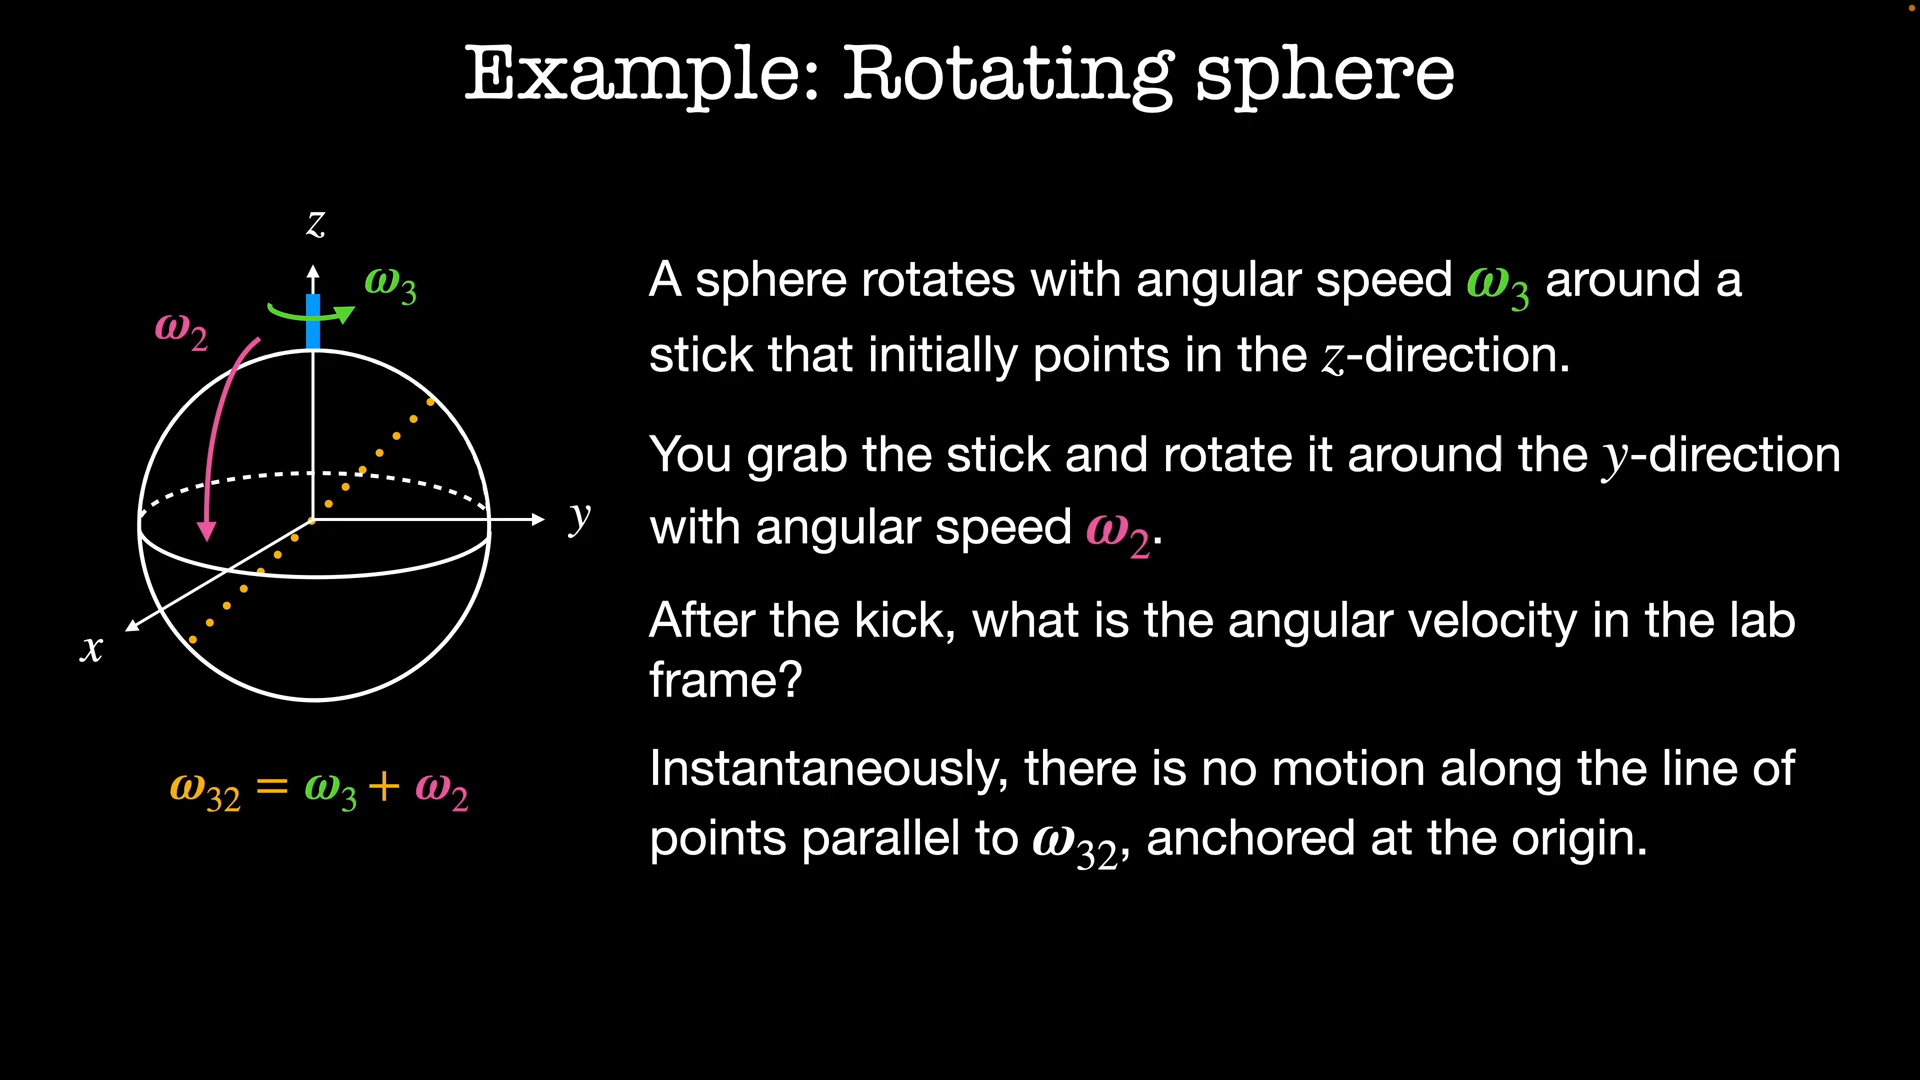 Example: Rotating sphere
z
ω₃
ω₂
y
x
ω₃₂ = ω₃ + ω₂
A sphere rotates with angular speed ω₃ around a
stick that initially points in the z-direction.
You grab the stick and rotate it around the y-direction
with angular speed ω₂.
After the kick, what is the angular velocity in the lab
frame?
Instantaneously, there is no motion along the line of
points parallel to ω₃₂, anchored at the origin.